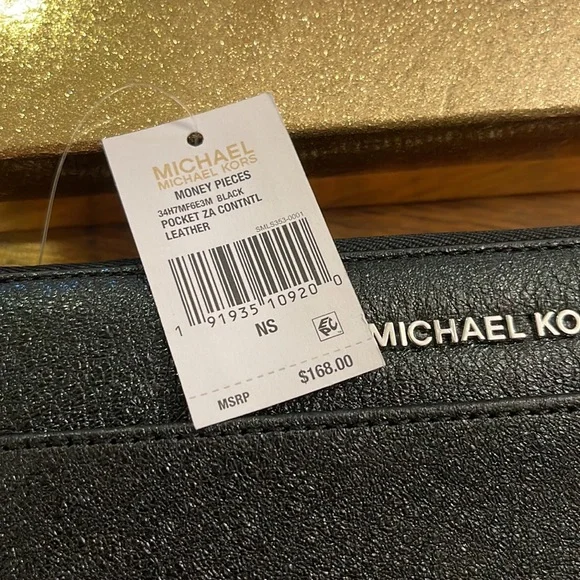 MICHAEL
MICHAEL KORS
MONEY PIECES
34H7MF6E3M BLACK
POCKET ZA CONTNTL
LEATHER
SMLS353-0001
1 91935 10920 0
NS
MSRP $168.00
MICHAEL KO